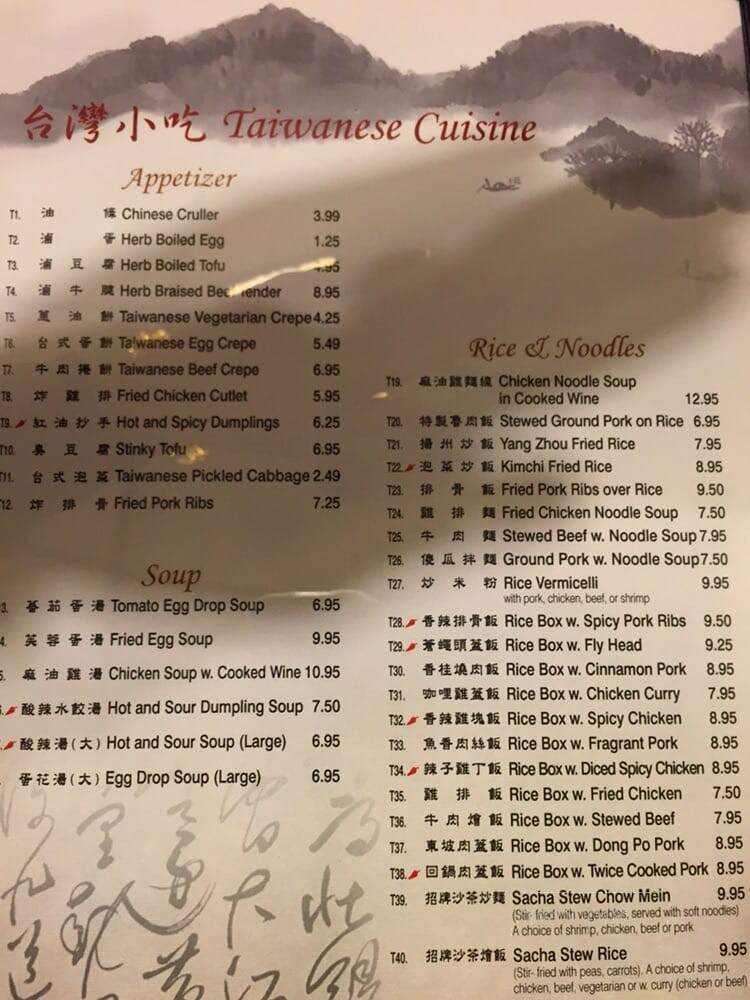 台灣小吃 Taiwanese Cuisine
Appetizer
T1. 油條 Chinese Cruller 3.99
T2. 滷蛋 Herb Boiled Egg 1.25
T3. 滷豆腐 Herb Boiled Tofu 4.95
T4. 滷牛腱 Herb Braised Beef Tender 8.95
T5. 蔥油餅 Taiwanese Vegetarian Crepe 4.25
T6. 台式蛋餅 Taiwanese Egg Crepe 5.49
T7. 牛肉捲餅 Taiwanese Beef Crepe 6.95
T8. 炸雞排 Fried Chicken Cutlet 5.95
T9. 紅油抄手 Hot and Spicy Dumplings 6.25
T10. 臭豆腐 Stinky Tofu 6.95
T11. 台式泡菜 Taiwanese Pickled Cabbage 2.49
T12. 炸排骨 Fried Pork Ribs 7.25
Soup
3. 蕃茄蛋湯 Tomato Egg Drop Soup 6.95
4. 芙蓉蛋湯 Fried Egg Soup 9.95
5. 麻油雞湯 Chicken Soup w. Cooked Wine 10.95
酸辣水餃湯 Hot and Sour Dumpling Soup 7.50
酸辣湯(大) Hot and Sour Soup (Large) 6.95
蛋花湯(大) Egg Drop Soup (Large) 6.95
Rice & Noodles
T19. 麻油雞麵線 Chicken Noodle Soup
in Cooked Wine 12.95
T20. 特製魯肉飯 Stewed Ground Pork on Rice 6.95
T21. 揚州炒飯 Yang Zhou Fried Rice 7.95
T22. 泡菜炒飯 Kimchi Fried Rice 8.95
T23. 排骨飯 Fried Pork Ribs over Rice 9.50
T24. 雞排麵 Fried Chicken Noodle Soup 7.50
T25. 牛肉麵 Stewed Beef w. Noodle Soup 7.95
T26. 傻瓜拌麵 Ground Pork w. Noodle Soup 7.50
T27. 炒米粉 Rice Vermicelli 9.95
with pork, chicken, beef, or shrimp
T28. 香辣排骨飯 Rice Box w. Spicy Pork Ribs 9.50
T29. 蒼蠅頭蓋飯 Rice Box w. Fly Head 9.25
T30. 香桂燒肉飯 Rice Box w. Cinnamon Pork 8.95
T31. 咖哩雞蓋飯 Rice Box w. Chicken Curry 7.95
T32. 香辣雞塊飯 Rice Box w. Spicy Chicken 8.95
T33. 魚香肉絲飯 Rice Box w. Fragrant Pork 8.95
T34. 辣子雞丁飯 Rice Box w. Diced Spicy Chicken 8.95
T35. 雞排飯 Rice Box w. Fried Chicken 7.50
T36. 牛肉燴飯 Rice Box w. Stewed Beef 7.95
T37. 東坡肉蓋飯 Rice Box w. Dong Po Pork 8.95
T38. 回鍋肉蓋飯 Rice Box w. Twice Cooked Pork 8.95
T39. 招牌沙茶炒麵 Sacha Stew Chow Mein 9.95
(Stir- fried with vegetables, served with soft noodles)
A choice of shrimp, chicken, beef or pork
T40. 招牌沙茶燴飯 Sacha Stew Rice 9.95
(Stir- fried with peas, carrots). A choice of shrimp,
chicken, beef, vegetarian or w. curry (chicken or beef)